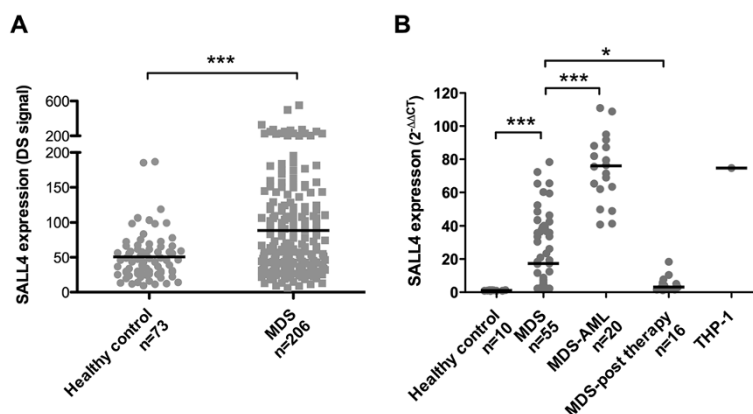 A
SALL4 expression (DS signal)
***
600
400
200
200
150
100
50
0
Healthy control
n=73
MDS
n=206
B
SALL4 expresson (2-ΔΔCT)
*
***
***
120
100
80
60
40
20
0
Healthy control
n=10
MDS
n=55
MDS-AML
n=20
MDS-post therapy
n=16
THP-1